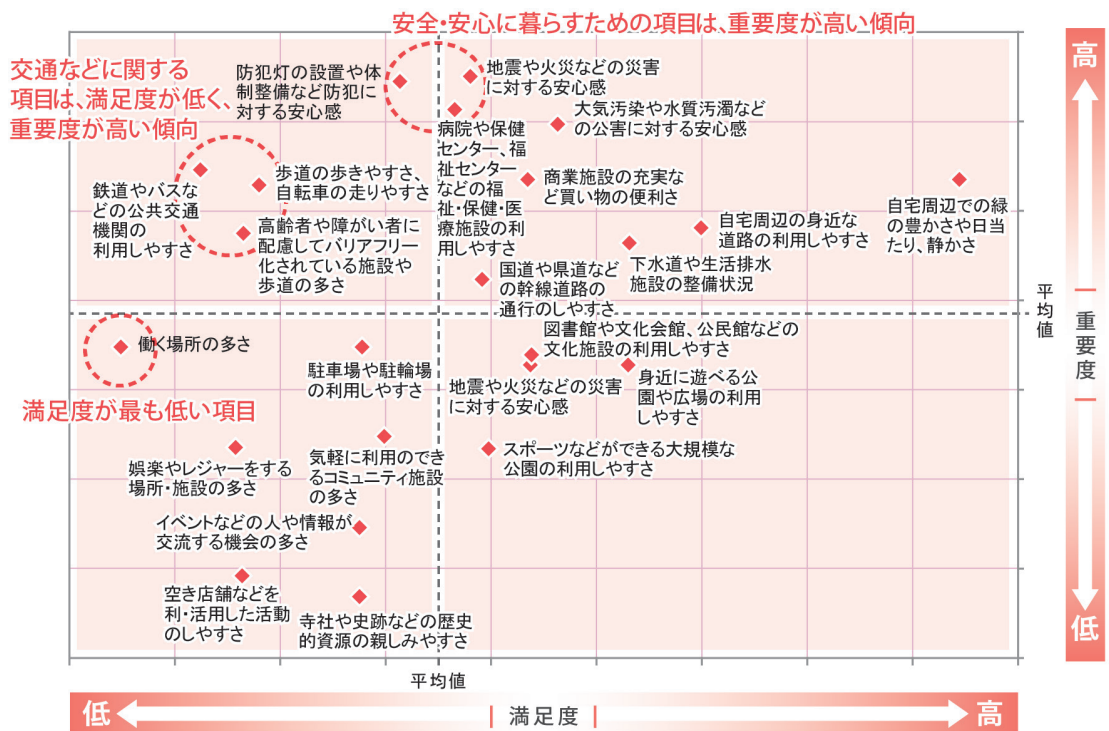 安全・安心に暮らすための項目は、重要度が高い傾向
交通などに関する
項目は、満足度が低く、
重要度が高い傾向
防犯灯の設置や体
制整備など防犯に
対する安心感
地震や火災などの災害
に対する安心感
大気汚染や水質汚濁など
の公害に対する安心感
病院や保健
センター、福
祉センター
などの福
祉・保健・医
療施設の利
用しやすさ
商業施設の充実な
ど買い物の便利さ
歩道の歩きやすさ、
自転車の走りやすさ
鉄道やバスな
どの公共交通
機関の
利用しやすさ
高齢者や障がい者に
配慮してバリアフリー
化されている施設や
歩道の多さ
自宅周辺の身近な
道路の利用しやすさ
自宅周辺での緑
の豊かさや日当
たり、静かさ
下水道や生活排水
施設の整備状況
国道や県道など
の幹線道路の
通行のしやすさ
図書館や文化会館、公民館などの
文化施設の利用しやすさ
働く場所の多さ
満足度が最も低い項目
駐車場や駐輪場
の利用しやすさ
地震や火災などの災害
に対する安心感
身近に遊べる公
園や広場の利用
しやすさ
スポーツなどができる大規模な
公園の利用しやすさ
娯楽やレジャーをする
場所・施設の多さ
気軽に利用のでき
るコミュニティ施設
の多さ
イベントなどの人や情報が
交流する機会の多さ
空き店舗などを
利・活用した活動
のしやすさ
寺社や史跡などの歴史
的資源の親しみやすさ
平均値
低
満足度
高
高
平均値
重要度
低